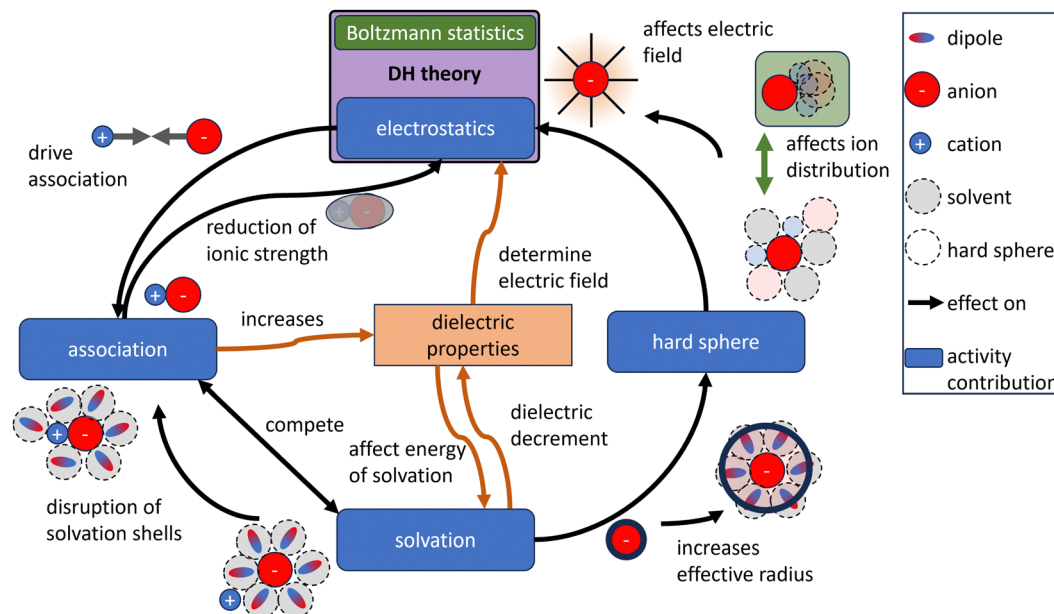 Boltzmann statistics
DH theory
electrostatics
affects electric
field
-
+
-
drive
association
affects ion
distribution
-
reduction of
ionic strength
+
-
determine
electric field
+
-
association
increases
dielectric
properties
hard sphere
+
-
compete
affect energy
of solvation
dielectric
decrement
-
disruption of
solvation shells
-
+
solvation
-
increases
effective radius
dipole
-
anion
+
cation
solvent
hard sphere
effect on
activity
contribution